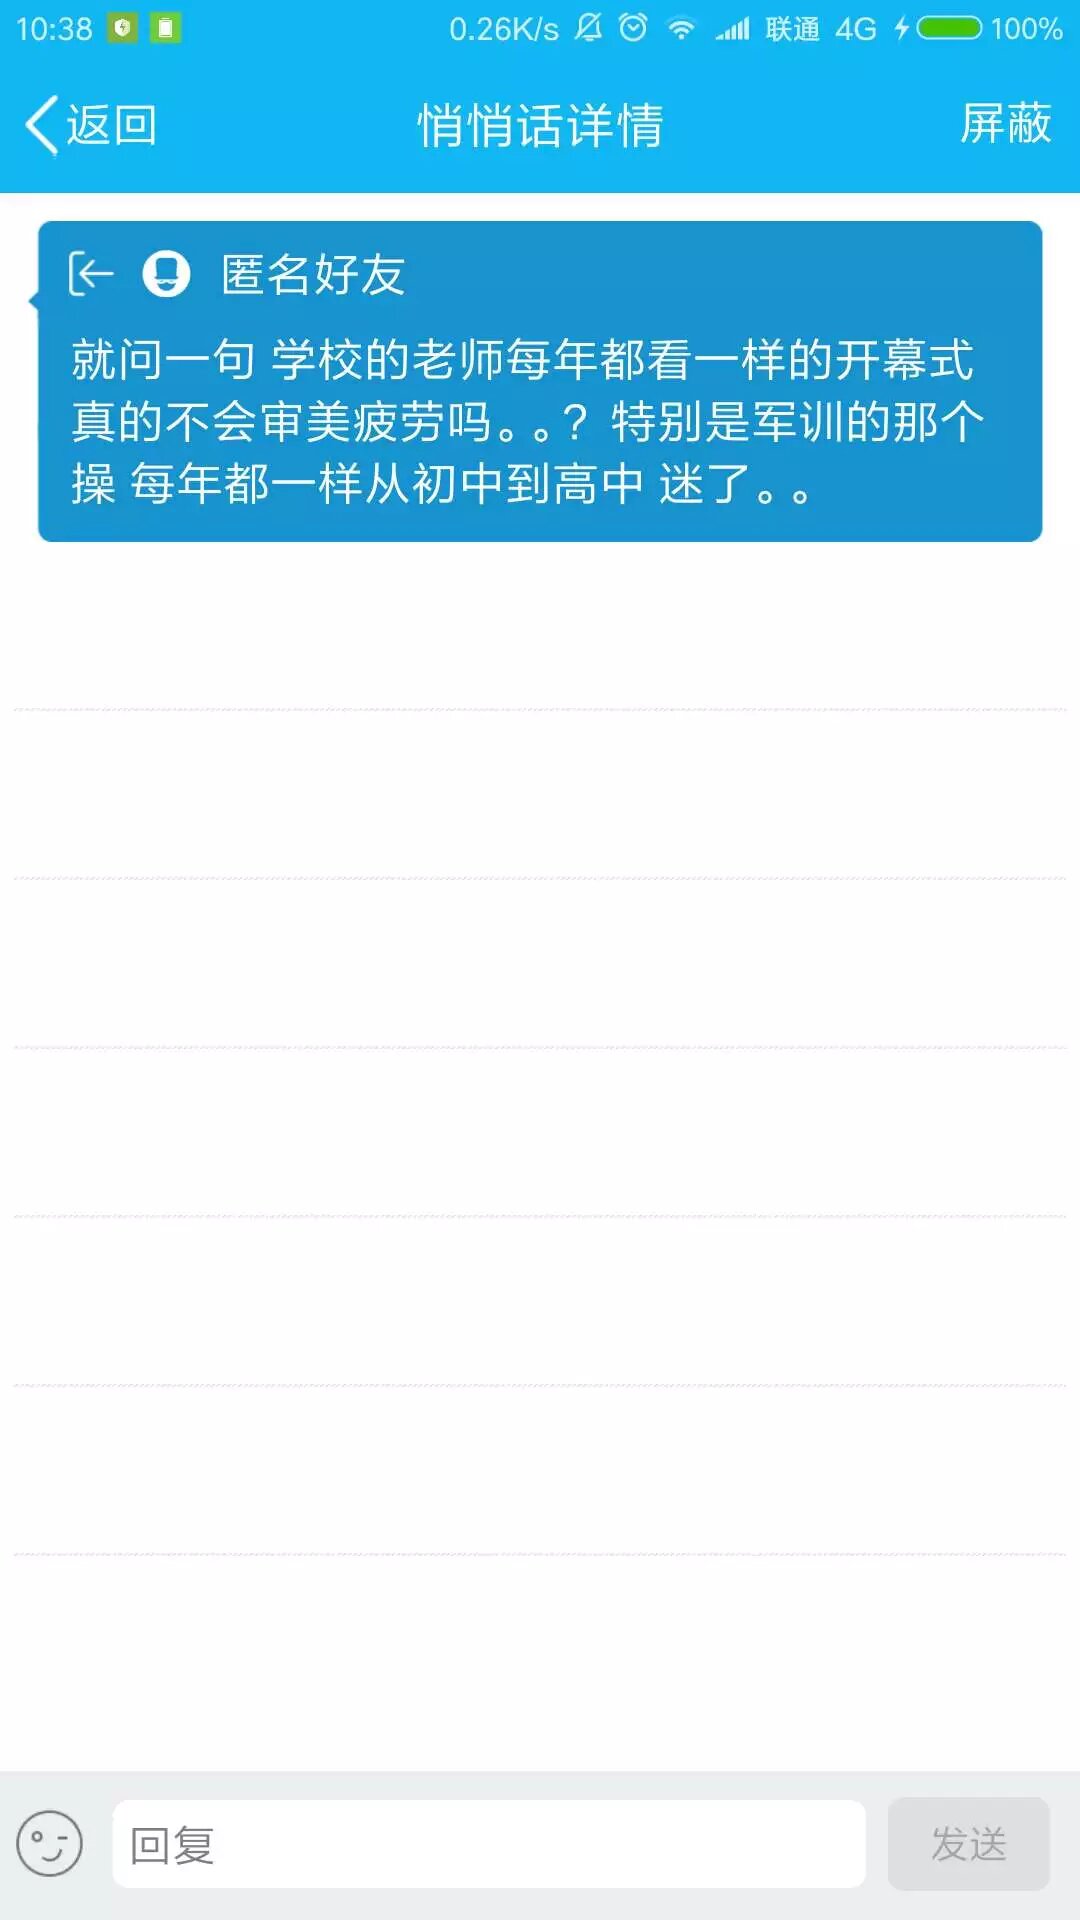 10:38 0.26K/s 联通 4G 100%
返回 悄悄话详情 屏蔽
匿名好友
就问一句 学校的老师每年都看一样的开幕式
真的不会审美疲劳吗。。？ 特别是军训的那个
操 每年都一样从初中到高中 迷了。。
回复 发送